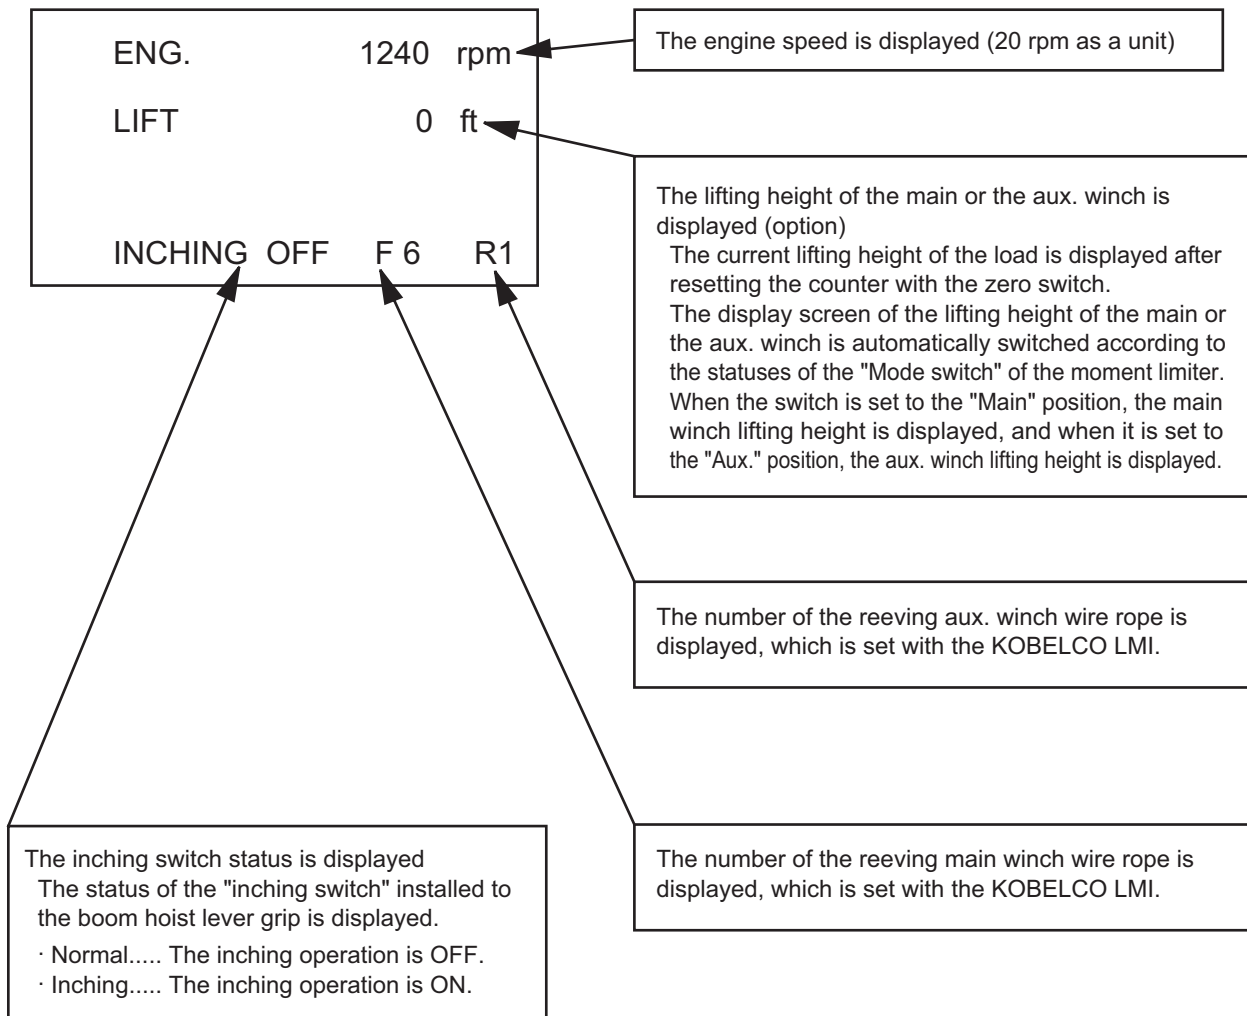 ENG. 1240 rpm
LIFT 0 ft
INCHING OFF F 6 R1
The engine speed is displayed (20 rpm as a unit)
The lifting height of the main or the aux. winch is
displayed (option)
The current lifting height of the load is displayed after
resetting the counter with the zero switch.
The display screen of the lifting height of the main or
the aux. winch is automatically switched according to
the statuses of the "Mode switch" of the moment limiter.
When the switch is set to the "Main" position, the main
winch lifting height is displayed, and when it is set to
the "Aux." position, the aux. winch lifting height is displayed.
The number of the reeving aux. winch wire rope is
displayed, which is set with the KOBELCO LMI.
The number of the reeving main winch wire rope is
displayed, which is set with the KOBELCO LMI.
The inching switch status is displayed
The status of the "inching switch" installed to
the boom hoist lever grip is displayed.
· Normal..... The inching operation is OFF.
· Inching..... The inching operation is ON.